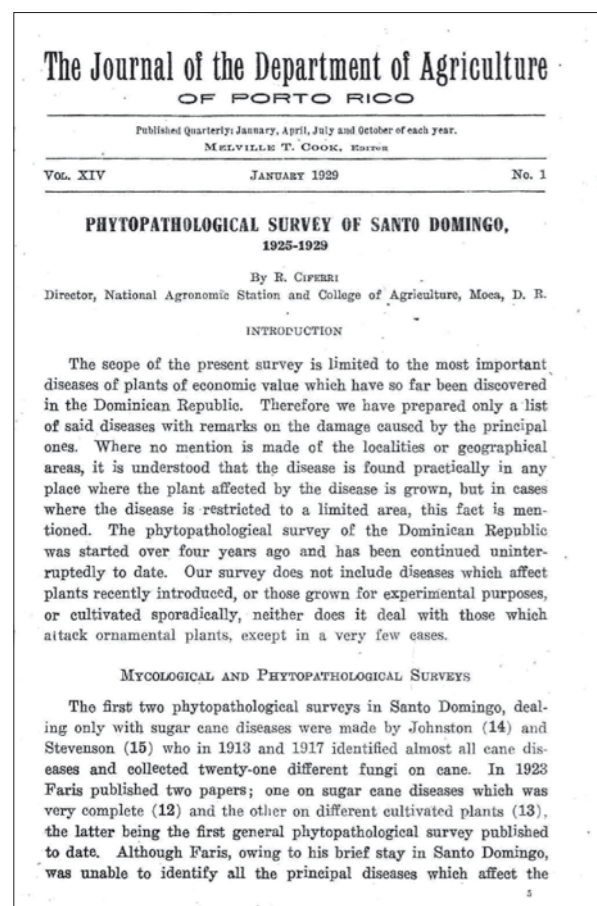 The Journal of the Department of Agriculture
OF PORTO RICO
Published Quarterly: January, April, July and October of each year.
MELVILLE T. COOK, EDITOR
VOL. XIV JANUARY 1929 No. 1
PHYTOPATHOLOGICAL SURVEY OF SANTO DOMINGO,
1925-1929
By R. CIFERRI
Director, National Agronomic Station and College of Agriculture, Moca, D. R.
INTRODUCTION
The scope of the present survey is limited to the most important
diseases of plants of economic value which have so far been discovered
in the Dominican Republic. Therefore we have prepared only a list
of said diseases with remarks on the damage caused by the principal
ones. Where no mention is made of the localities or geographical
areas, it is understood that the disease is found practically in any
place where the plant affected by the disease is grown, but in cases
where the disease is restricted to a limited area, this fact is men-
tioned. The phytopathological survey of the Dominican Republic
was started over four years ago and has been continued uninter-
ruptedly to date. Our survey does not include diseases which affect
plants recently introduced, or those grown for experimental purposes,
or cultivated sporadically, neither does it deal with those which
attack ornamental plants, except in a very few cases.
MYCOLOGICAL AND PHYTOPATHOLOGICAL SURVEYS
The first two phytopathological surveys in Santo Domingo, deal-
ing only with sugar cane diseases were made by Johnston (14) and
Stevenson (15) who in 1913 and 1917 identified almost all cane dis-
eases and collected twenty-one different fungi on cane. In 1923
Faris published two papers; one on sugar cane diseases which was
very complete (12) and the other on different cultivated plants (13),
the latter being the first general phytopathological survey published
to date. Although Faris, owing to his brief stay in Santo Domingo,
was unable to identify all the principal diseases which affect the
5